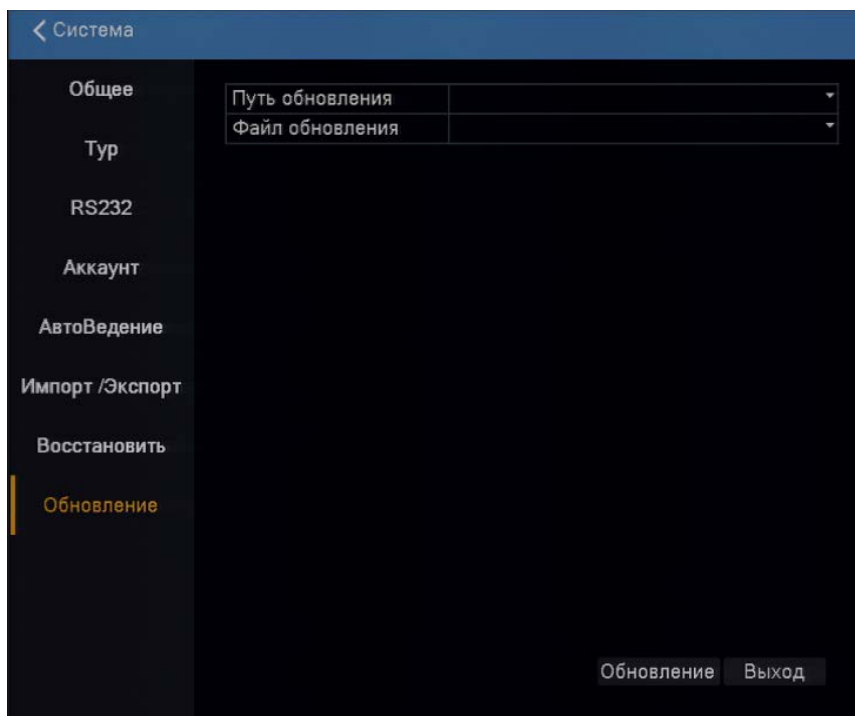 Система
Общее
Тур
RS232
Аккаунт
АвтоВедение
Импорт /Экспорт
Восстановить
Обновление
Путь обновления
Файл обновления
Обновление
Выход